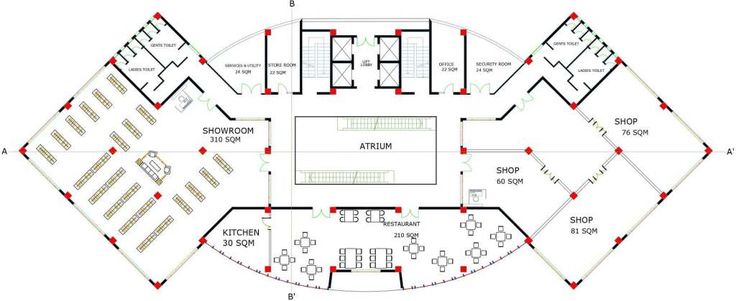 B
GENTS TOILET
LADIES TOILET
SERVICES & UTILITY
24 SQM
STORE ROOM
22 SQM
LIFT
LOBBY
OFFICE
22 SQM
SECURITY ROOM
24 SQM
GENTS TOILET
LADIES TOILET
SHOWROOM
310 SQM
ATRIUM
SHOP
76 SQM
A
A'
SHOP
60 SQM
KITCHEN
30 SQM
RESTAURANT
210 SQM
SHOP
81 SQM
B'